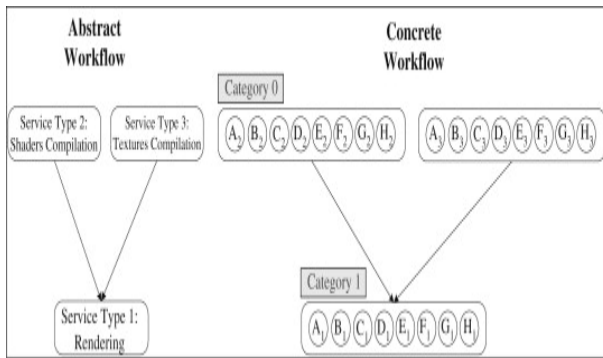 Abstract
Workflow
Concrete
Workflow
Category 0
Service Type 2:
Shaders Compilation
Service Type 3:
Textures Compilation
A₂ B₂ C₂ D₂ E₂ F₂ G₂ H₂
A₃ B₃ C₃ D₃ E₃ F₃ G₃ H₃
Category 1
Service Type 1:
Rendering
A₁ B₁ C₁ D₁ E₁ F₁ G₁ H₁